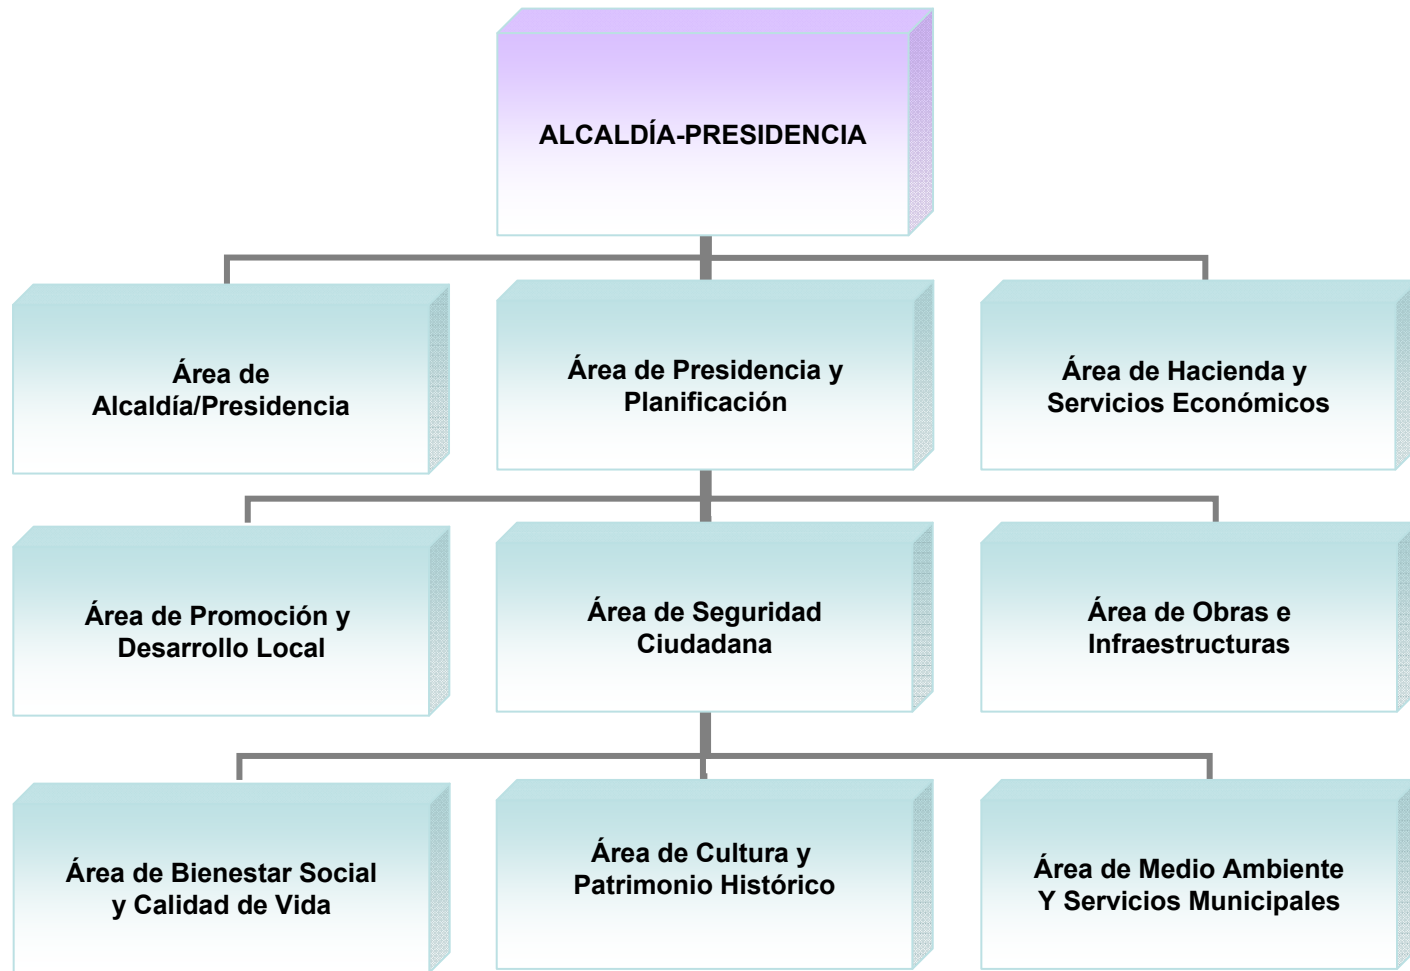 ALCALDÍA-PRESIDENCIA
Área de
Alcaldía/Presidencia
Área de Presidencia y
Planificación
Área de Hacienda y
Servicios Económicos
Área de Promoción y
Desarrollo Local
Área de Seguridad
Ciudadana
Área de Obras e
Infraestructuras
Área de Bienestar Social
y Calidad de Vida
Área de Cultura y
Patrimonio Histórico
Área de Medio Ambiente
Y Servicios Municipales